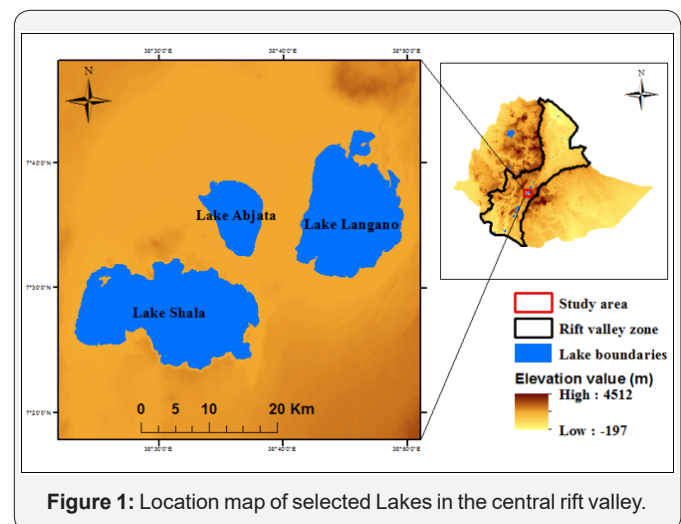 38°30'0"E 38°40'0"E 38°50'0"E
N
N
7°40'0"N
Lake Abjata
Lake Langano
7°30'0"N
Lake Shala
Study area
Rift valley zone
Lake boundaries
Elevation value (m)
High : 4512
Low : -197
0 5 10 20 Km
7°20'0"N
38°30'0"E 38°40'0"E 38°50'0"E
Figure 1: Location map of selected Lakes in the central rift valley.